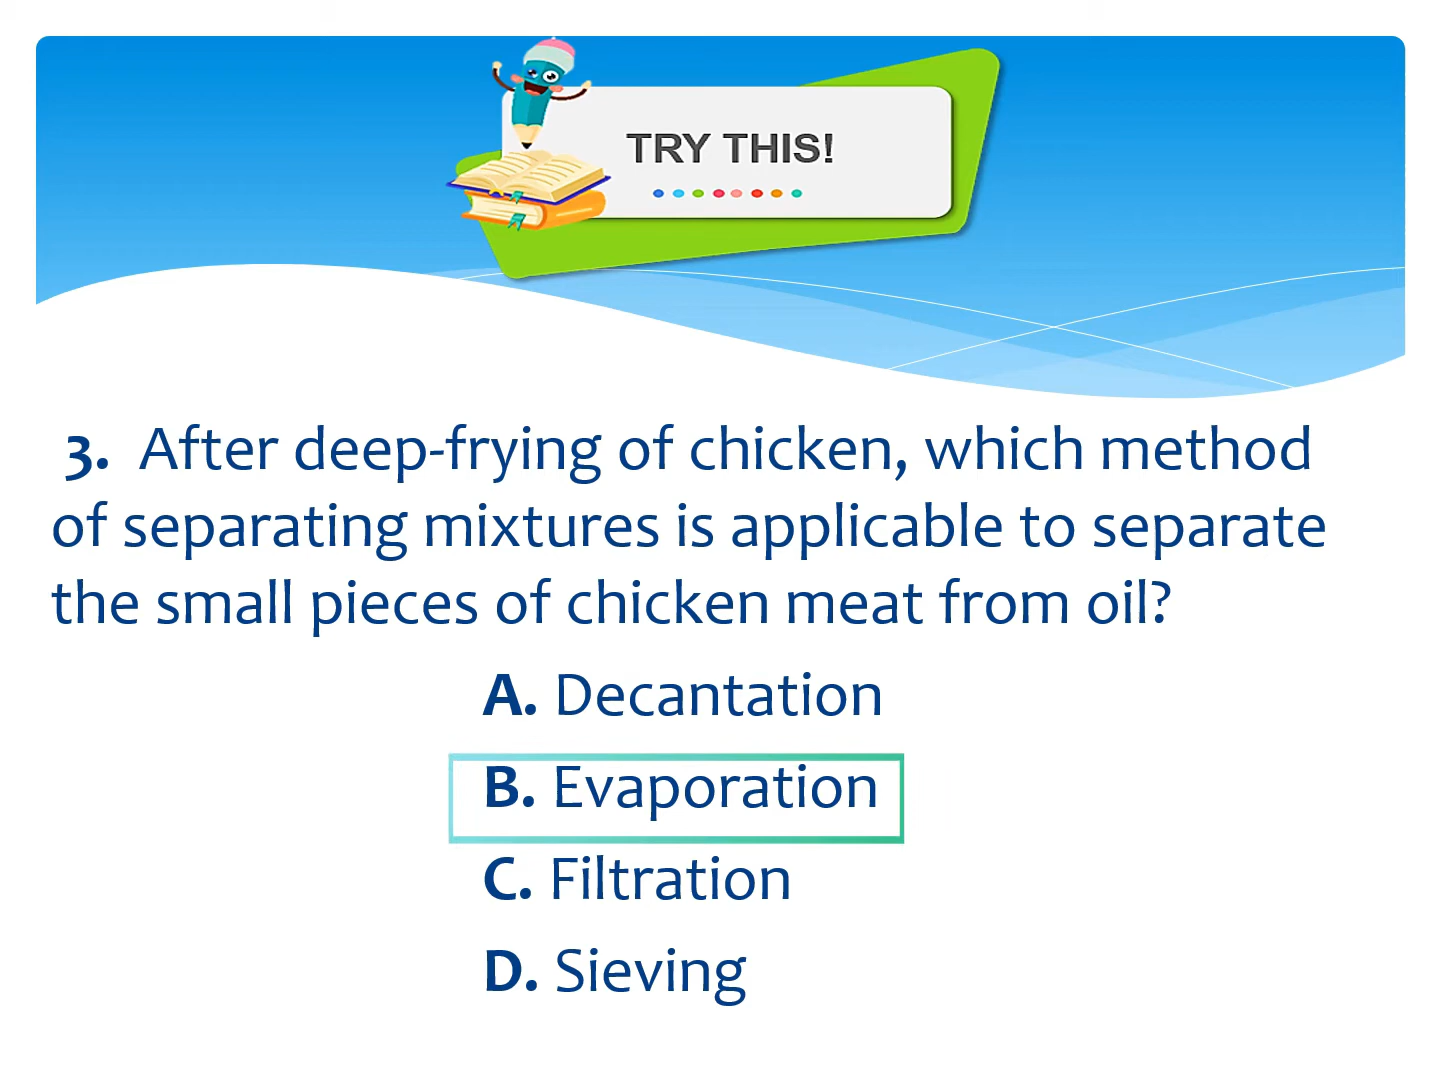 TRY THIS!
3. After deep-frying of chicken, which method
of separating mixtures is applicable to separate
the small pieces of chicken meat from oil?
A. Decantation
B. Evaporation
C. Filtration
D. Sieving